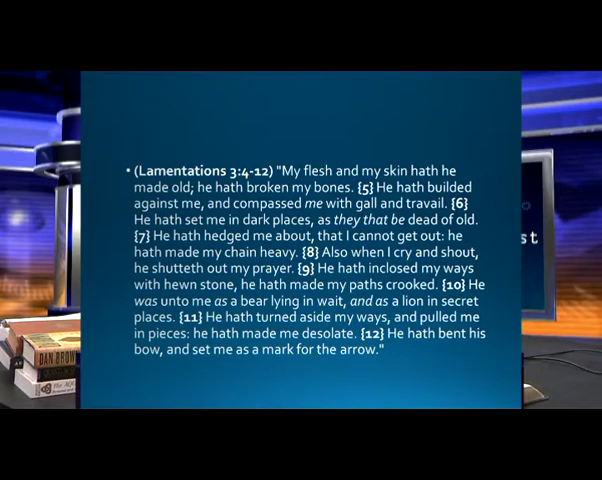 • (Lamentations 3:4-12) "My flesh and my skin hath he
made old; he hath broken my bones. {5} He hath builded
against me, and compassed me with gall and travail. {6}
He hath set me in dark places, as they that be dead of old.
{7} He hath hedged me about, that I cannot get out: he
hath made my chain heavy. {8} Also when I cry and shout,
he shutteth out my prayer. {9} He hath inclosed my ways
with hewn stone, he hath made my paths crooked. {10} He
was unto me as a bear lying in wait, and as a lion in secret
places. {11} He hath turned aside my ways, and pulled me
in pieces: he hath made me desolate. {12} He hath bent his
bow, and set me as a mark for the arrow."
st
DAN BROW
The